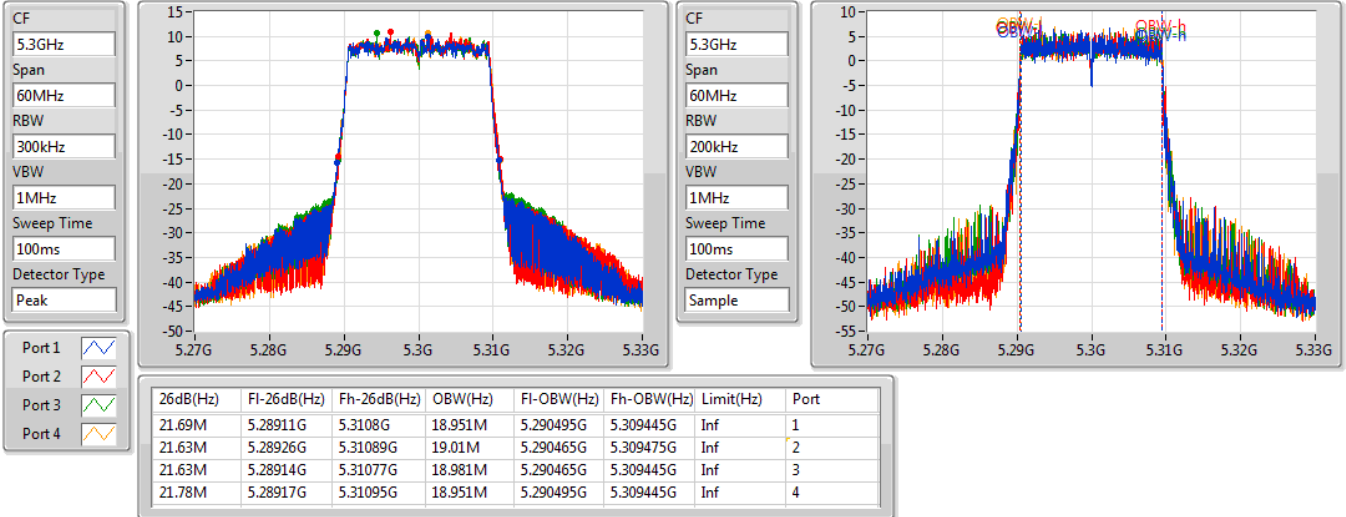 CF
5.3GHz
Span
60MHz
RBW
300kHz
VBW
1MHz
Sweep Time
100ms
Detector Type
Peak
15
10
5
0
-5
-10
-15
-20
-25
-30
-35
-40
-45
-50
5.27G 5.28G 5.29G 5.3G 5.31G 5.32G 5.33G
CF
5.3GHz
Span
60MHz
RBW
200kHz
VBW
1MHz
Sweep Time
100ms
Detector Type
Sample
10
5
0
-5
-10
-15
-20
-25
-30
-35
-40
-45
-50
-55
OBW-h
OBW-h
5.27G 5.28G 5.29G 5.3G 5.31G 5.32G 5.33G
Port 1
Port 2
Port 3
Port 4
26dB(Hz) Fl-26dB(Hz) Fh-26dB(Hz) OBW(Hz) Fl-OBW(Hz) Fh-OBW(Hz) Limit(Hz) Port
21.69M 5.28911G 5.3108G 18.951M 5.290495G 5.309445G Inf 1
21.63M 5.28926G 5.31089G 19.01M 5.290465G 5.309475G Inf 2
21.63M 5.28914G 5.31077G 18.981M 5.290465G 5.309445G Inf 3
21.78M 5.28917G 5.31095G 18.951M 5.290495G 5.309445G Inf 4